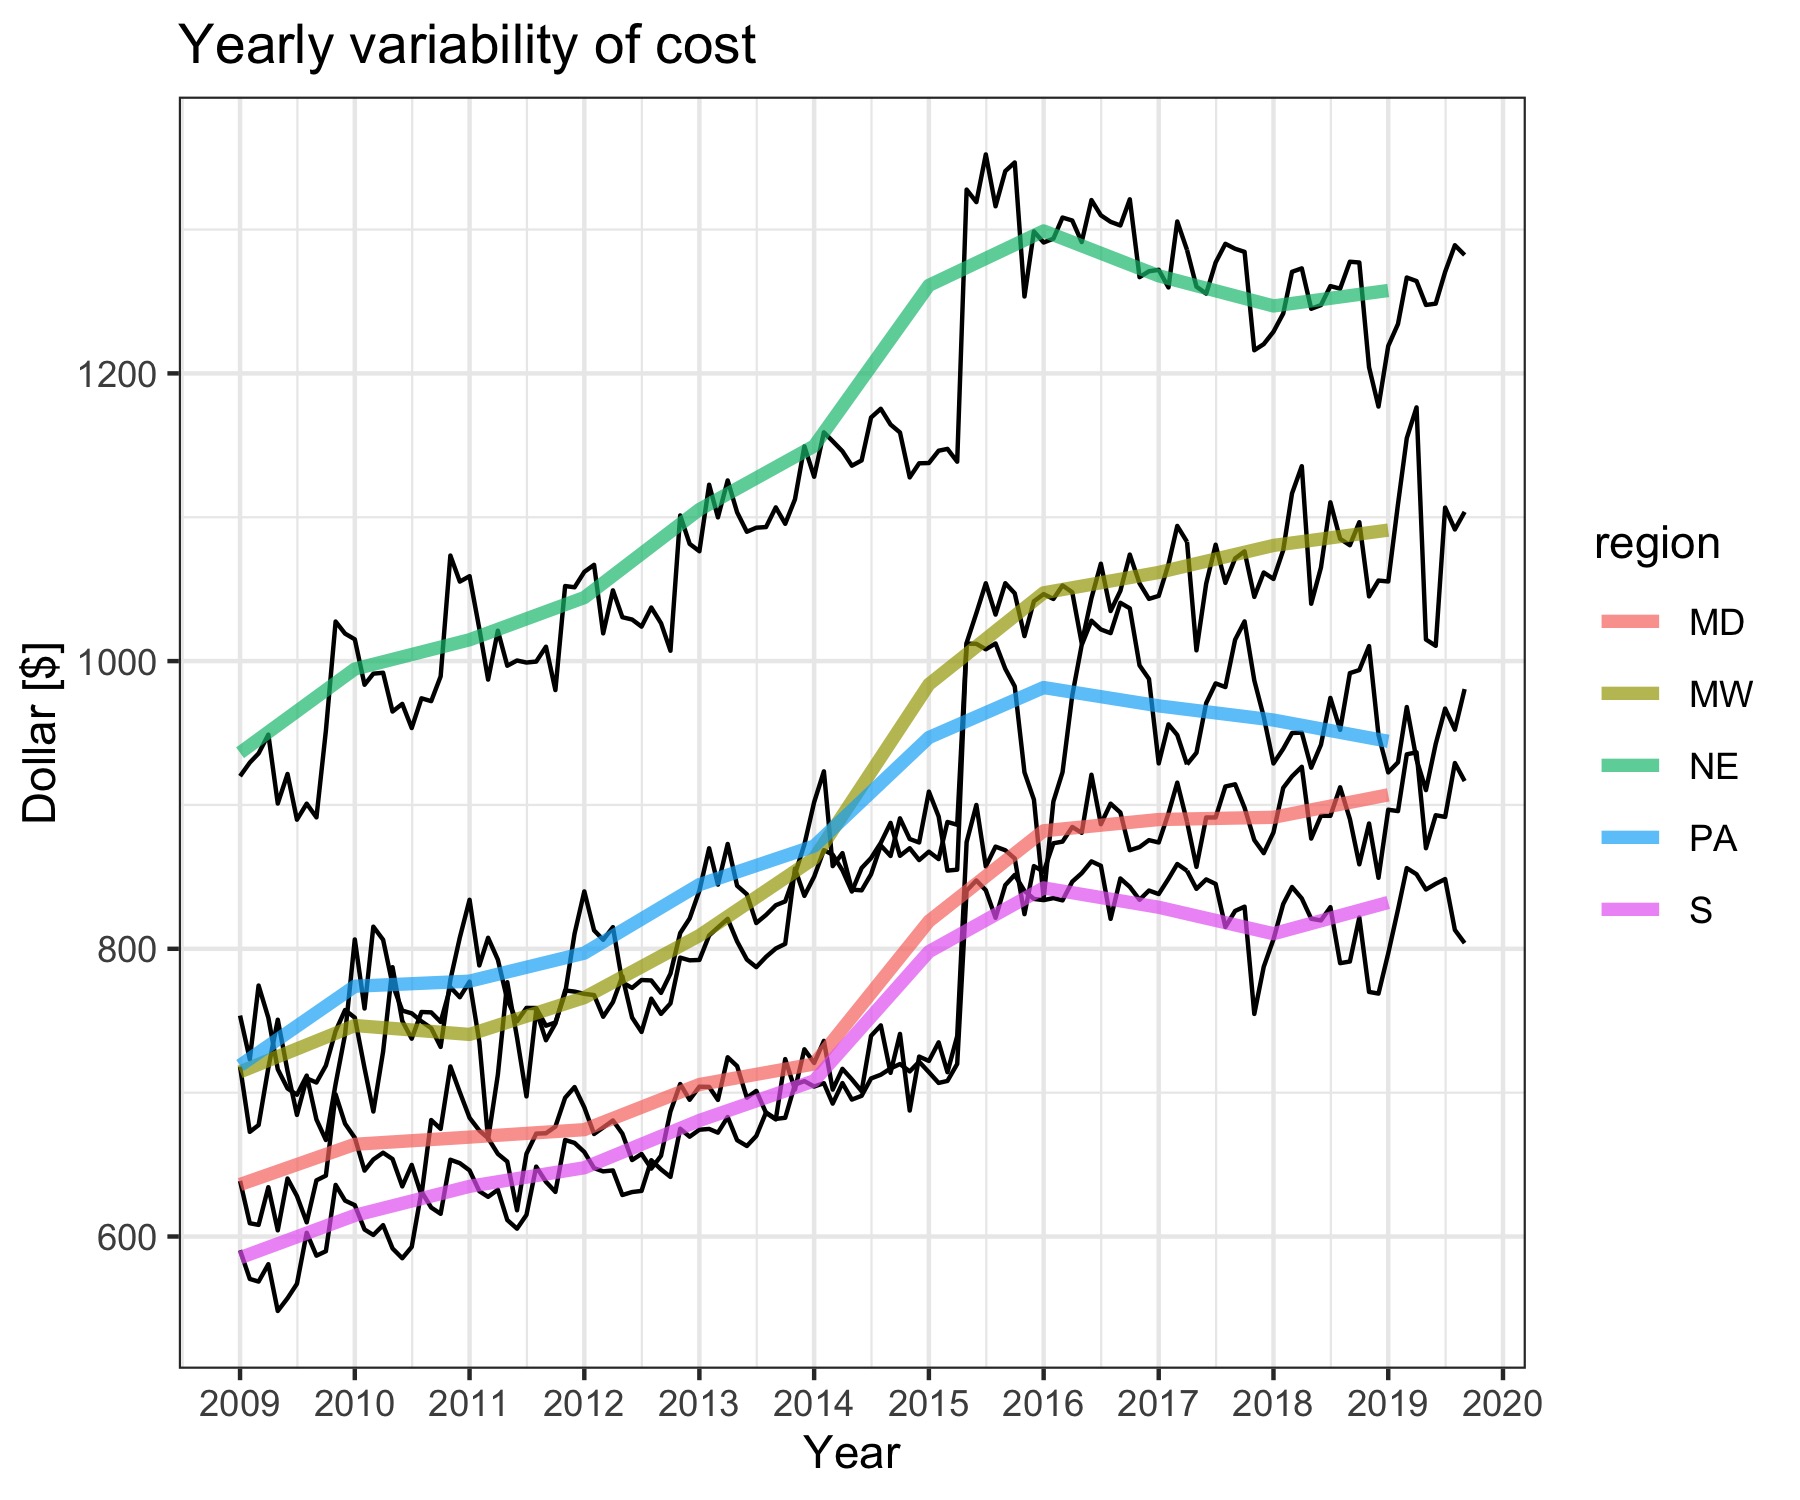 Yearly variability of cost
Dollar [$]
1200
1000
800
600
2009 2010 2011 2012 2013 2014 2015 2016 2017 2018 2019 2020
Year
region
MD
MW
NE
PA
S